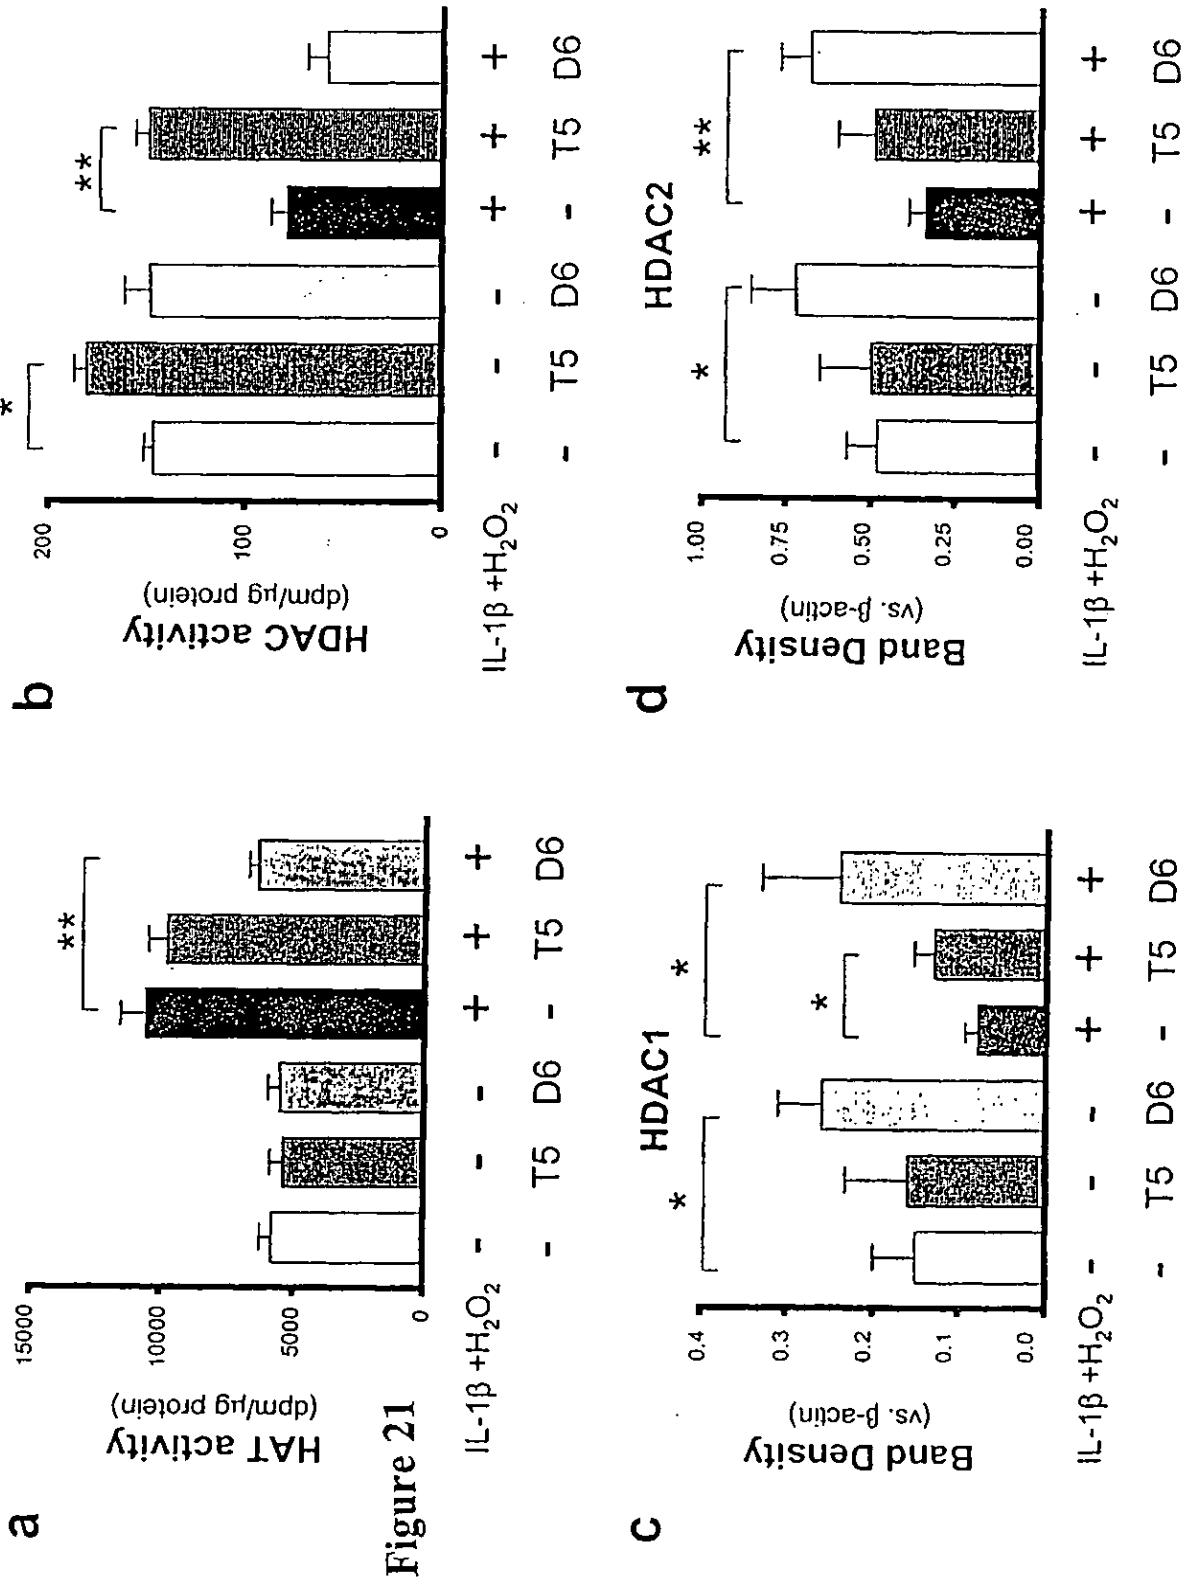 a
HAT activity
(dpm/μg protein)
15000
10000
5000
0
**
IL-1β +H₂O₂ - - - + + +
- T5 D6 - T5 D6
b
HDAC activity
(dpm/μg protein)
200
100
0
*
**
IL-1β +H₂O₂ - - - + + +
- T5 D6 - T5 D6
Figure 21
c
HDAC1
Band Density
(vs. β-actin)
0.4
0.3
0.2
0.1
0.0
*
*
*
IL-1β +H₂O₂ - - - + + +
- T5 D6 - T5 D6
d
HDAC2
Band Density
(vs. β-actin)
1.00
0.75
0.50
0.25
0.00
*
**
IL-1β +H₂O₂ - - - + + +
- T5 D6 - T5 D6